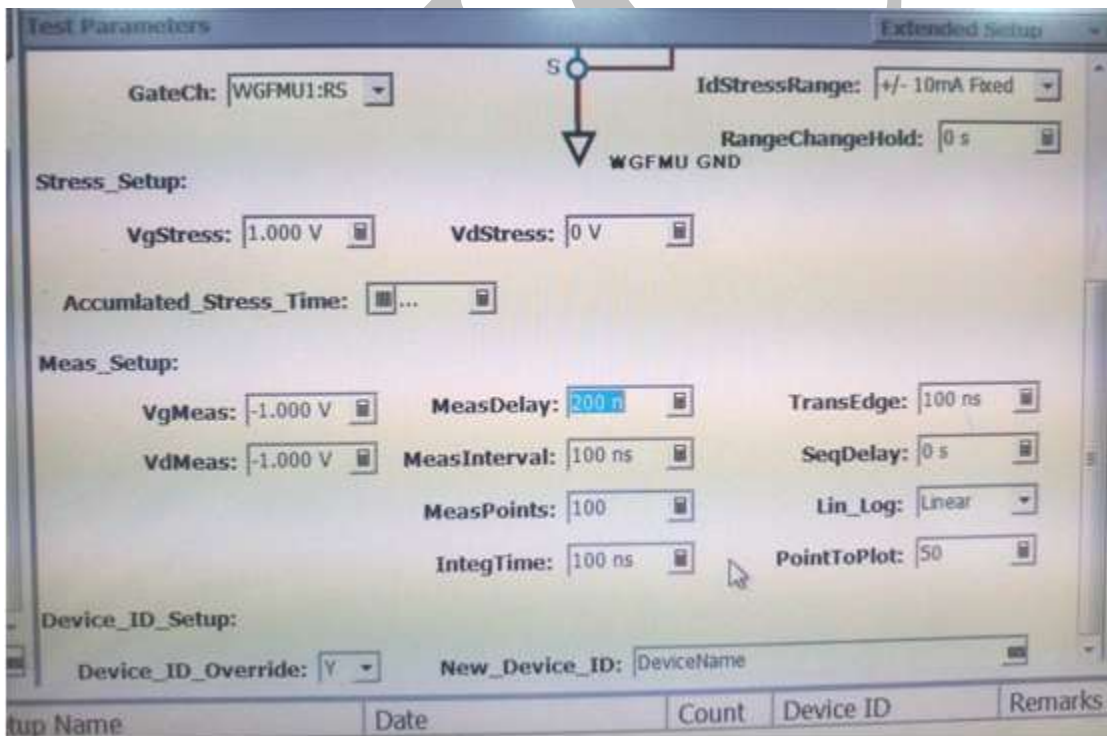 Test Parameters
Extended Setup
S
GateCh: WGFMU1:RS
IdStressRange: +/- 10mA Fixed
RangeChangeHold: 0 s
WGFMU GND
Stress_Setup:
VgStress: 1.000 V
VdStress: 0 V
Accumlated_Stress_Time: ...
Meas_Setup:
VgMeas: -1.000 V
MeasDelay: 200 n
TransEdge: 100 ns
VdMeas: -1.000 V
MeasInterval: 100 ns
SeqDelay: 0 s
MeasPoints: 100
Lin_Log: Linear
IntegTime: 100 ns
PointToPlot: 50
Device_ID_Setup:
Device_ID_Override: Y
New_Device_ID: DeviceName
tup Name
Date
Count
Device ID
Remarks